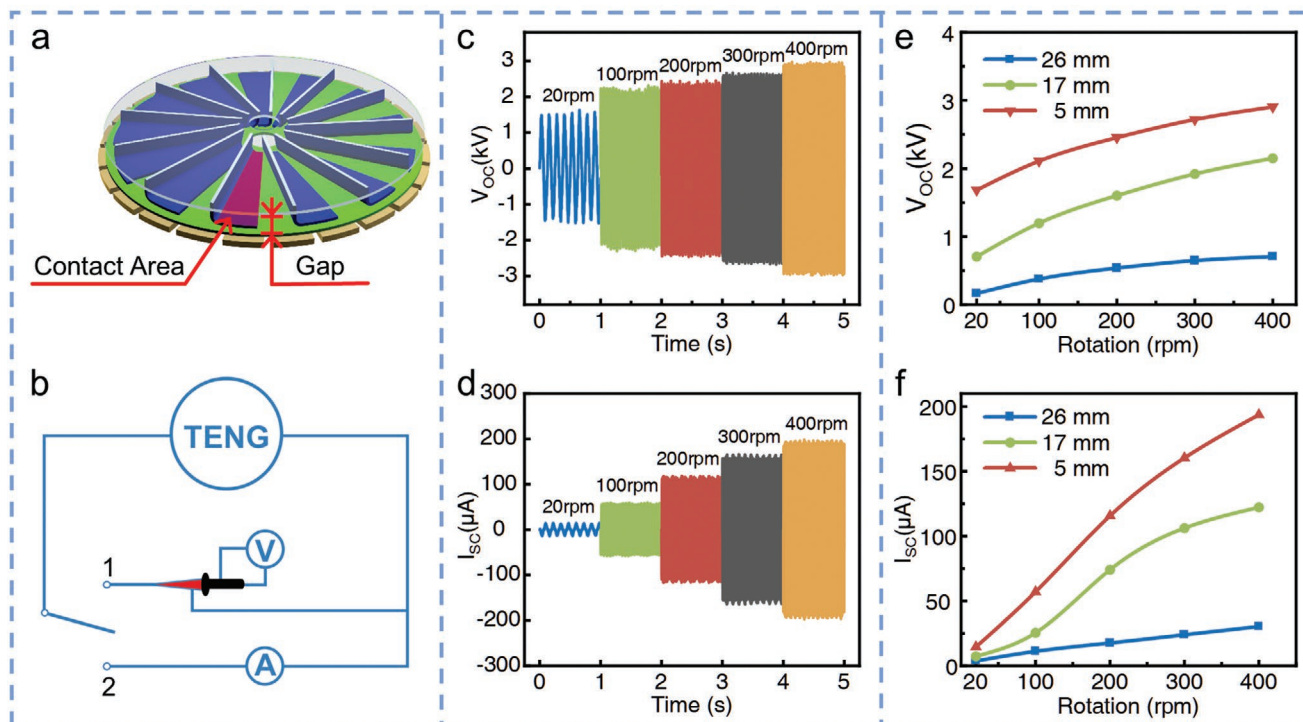 a
Contact Area
Gap
b
TENG
V
1
A
2
c
V_OC(kV)
3
2
1
0
-1
-2
-3
20rpm
100rpm
200rpm
300rpm
400rpm
0 1 2 3 4 5
Time (s)
d
I_SC(μA)
300
200
100
0
-100
-200
-300
20rpm
100rpm
200rpm
300rpm
400rpm
0 1 2 3 4 5
Time (s)
e
V_OC(kV)
4
3
2
1
0
26 mm
17 mm
5 mm
20 100 200 300 400
Rotation (rpm)
f
I_SC(μA)
200
150
100
50
0
26 mm
17 mm
5 mm
20 100 200 300 400
Rotation (rpm)